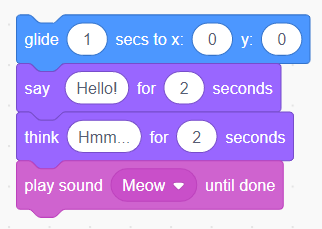 glide 1 secs to x: 0 y: 0
say Hello! for 2 seconds
think Hmm... for 2 seconds
play sound Meow until done